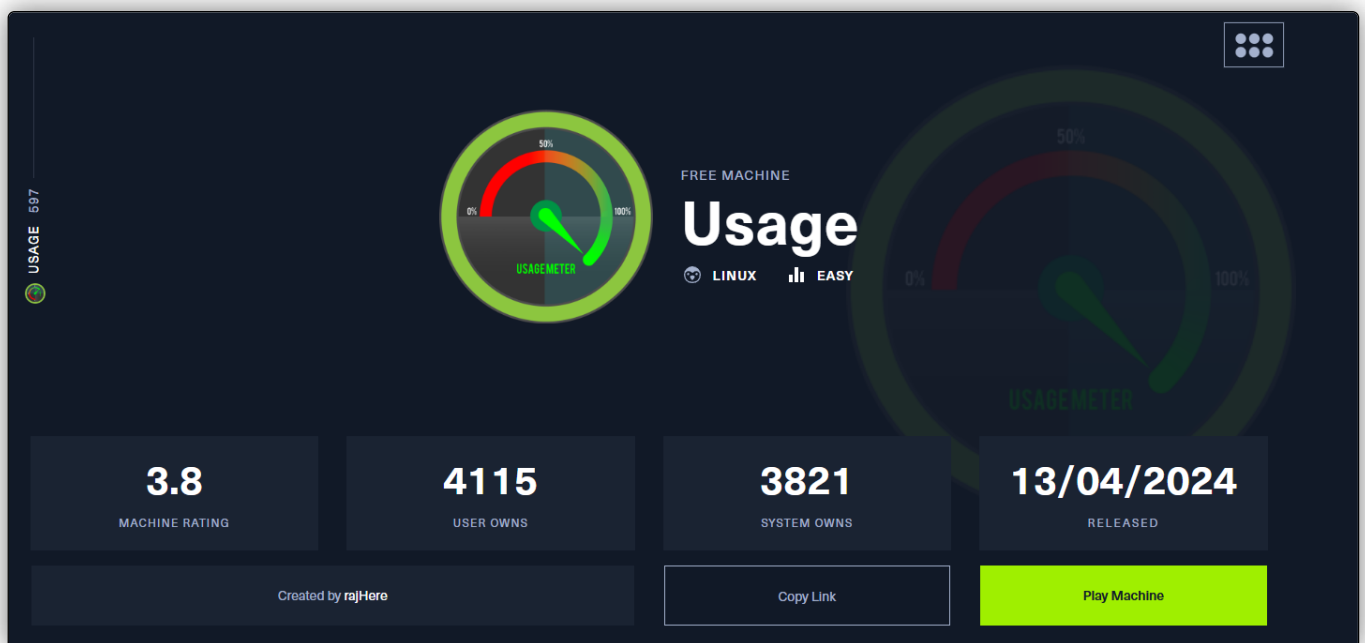 USAGE 597
50%
0%
100%
USAGEMETER
FREE MACHINE
Usage
LINUX EASY
50%
0%
100%
USAGEMETER
3.8
MACHINE RATING
4115
USER OWNS
3821
SYSTEM OWNS
13/04/2024
RELEASED
Created by rajHere
Copy Link
Play Machine